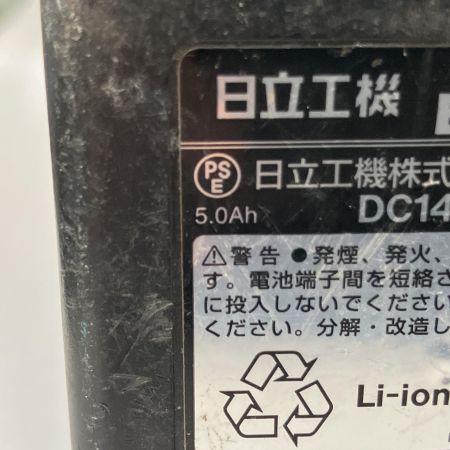 日立工機
PSE 日立工機株式
5.0Ah DC14
⚠警告 ●発煙、発火、
す。電池端子間を短絡さ
に投入しないでください
ください。分解・改造し
Li-ion